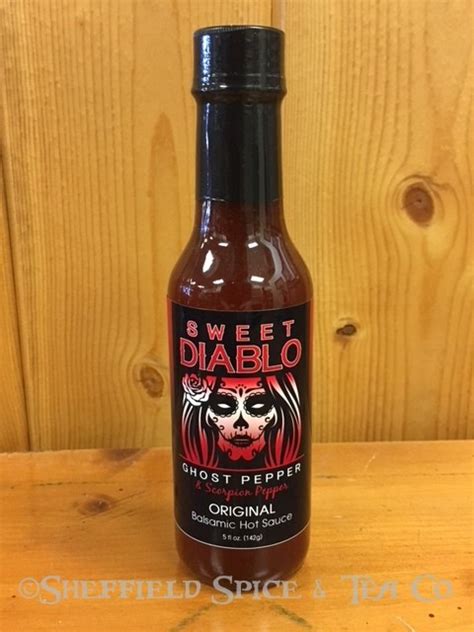 SWEET
DIABLO
GHOST PEPPER
& Scorpion Pepper
ORIGINAL
Balsamic Hot Sauce
5 fl oz. (142g)
©Sheffield Spice & Tea Co